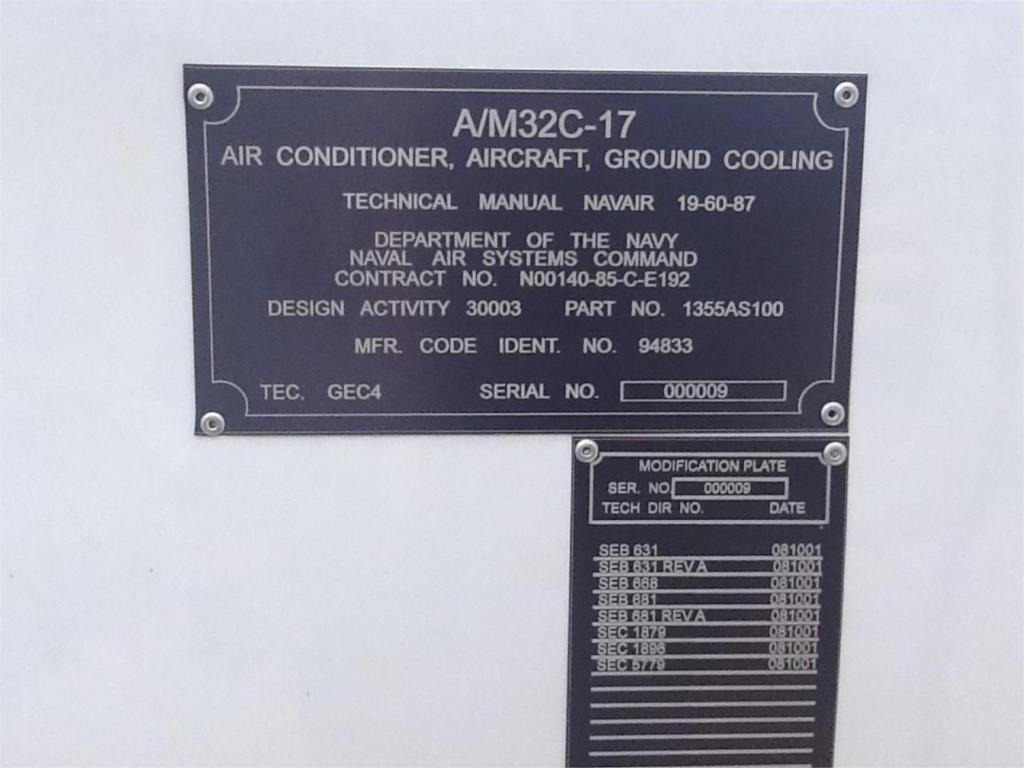 A/M32C-17
AIR CONDITIONER, AIRCRAFT, GROUND COOLING
TECHNICAL MANUAL NAVAIR 19-60-87
DEPARTMENT OF THE NAVY
NAVAL AIR SYSTEMS COMMAND
CONTRACT NO. N00140-85-C-E192
DESIGN ACTIVITY 30003 PART NO. 1355AS100
MFR. CODE IDENT. NO. 94833
TEC. GEC4 SERIAL NO. 000009
MODIFICATION PLATE
SER. NO. 000009
TECH DIR NO. DATE
SEB 631 081001
SEB 631 REV A 081001
SEB 668 081001
SEB 681 081001
SEB 681 REV A 081001
SEC 1879 081001
SEC 1898 081001
SEC 5779 081001